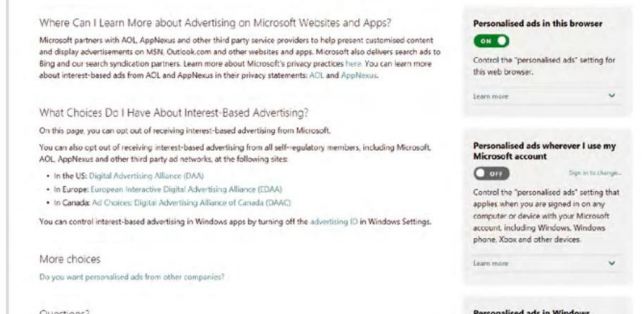 Where Can I Learn More about Advertising on Microsoft Websites and Apps?
Microsoft partners with AOL, AppNexus and other third party service providers to help present customised content
and display advertisements on MSN, Outlook.com and other websites and apps. Microsoft also delivers search ads to
Bing and our search syndication partners. Learn more about Microsoft's privacy practices here. You can learn more
about interest-based ads from AOL and AppNexus in their privacy statements: AOL and AppNexus.
What Choices Do I Have About Interest-Based Advertising?
On this page, you can opt out of receiving interest-based advertising from Microsoft.
You can also opt out of receiving interest-based advertising from all self-regulatory members, including Microsoft,
AOL, AppNexus and other third party ad networks, at the following sites:
• In the US: Digital Advertising Alliance (DAA)
• In Europe: European Interactive Digital Advertising Alliance (EDAA)
• In Canada: Ad Choices: Digital Advertising Alliance of Canada (DAAC)
You can control interest-based advertising in Windows apps by turning off the advertising ID in Windows Settings.
More choices
Do you want personalised ads from other companies?
Questions?
Personalised ads in this browser
ON
Control the "personalised ads" setting for
this web browser.
Learn more
Personalised ads wherever I use my
Microsoft account
OFF
Sign in to change...
Control the "personalised ads" setting that
applies when you are signed in on any
computer or device with your Microsoft
account, including Windows, Windows
phone, Xbox and other devices.
Learn more
Personalised ads in Windows